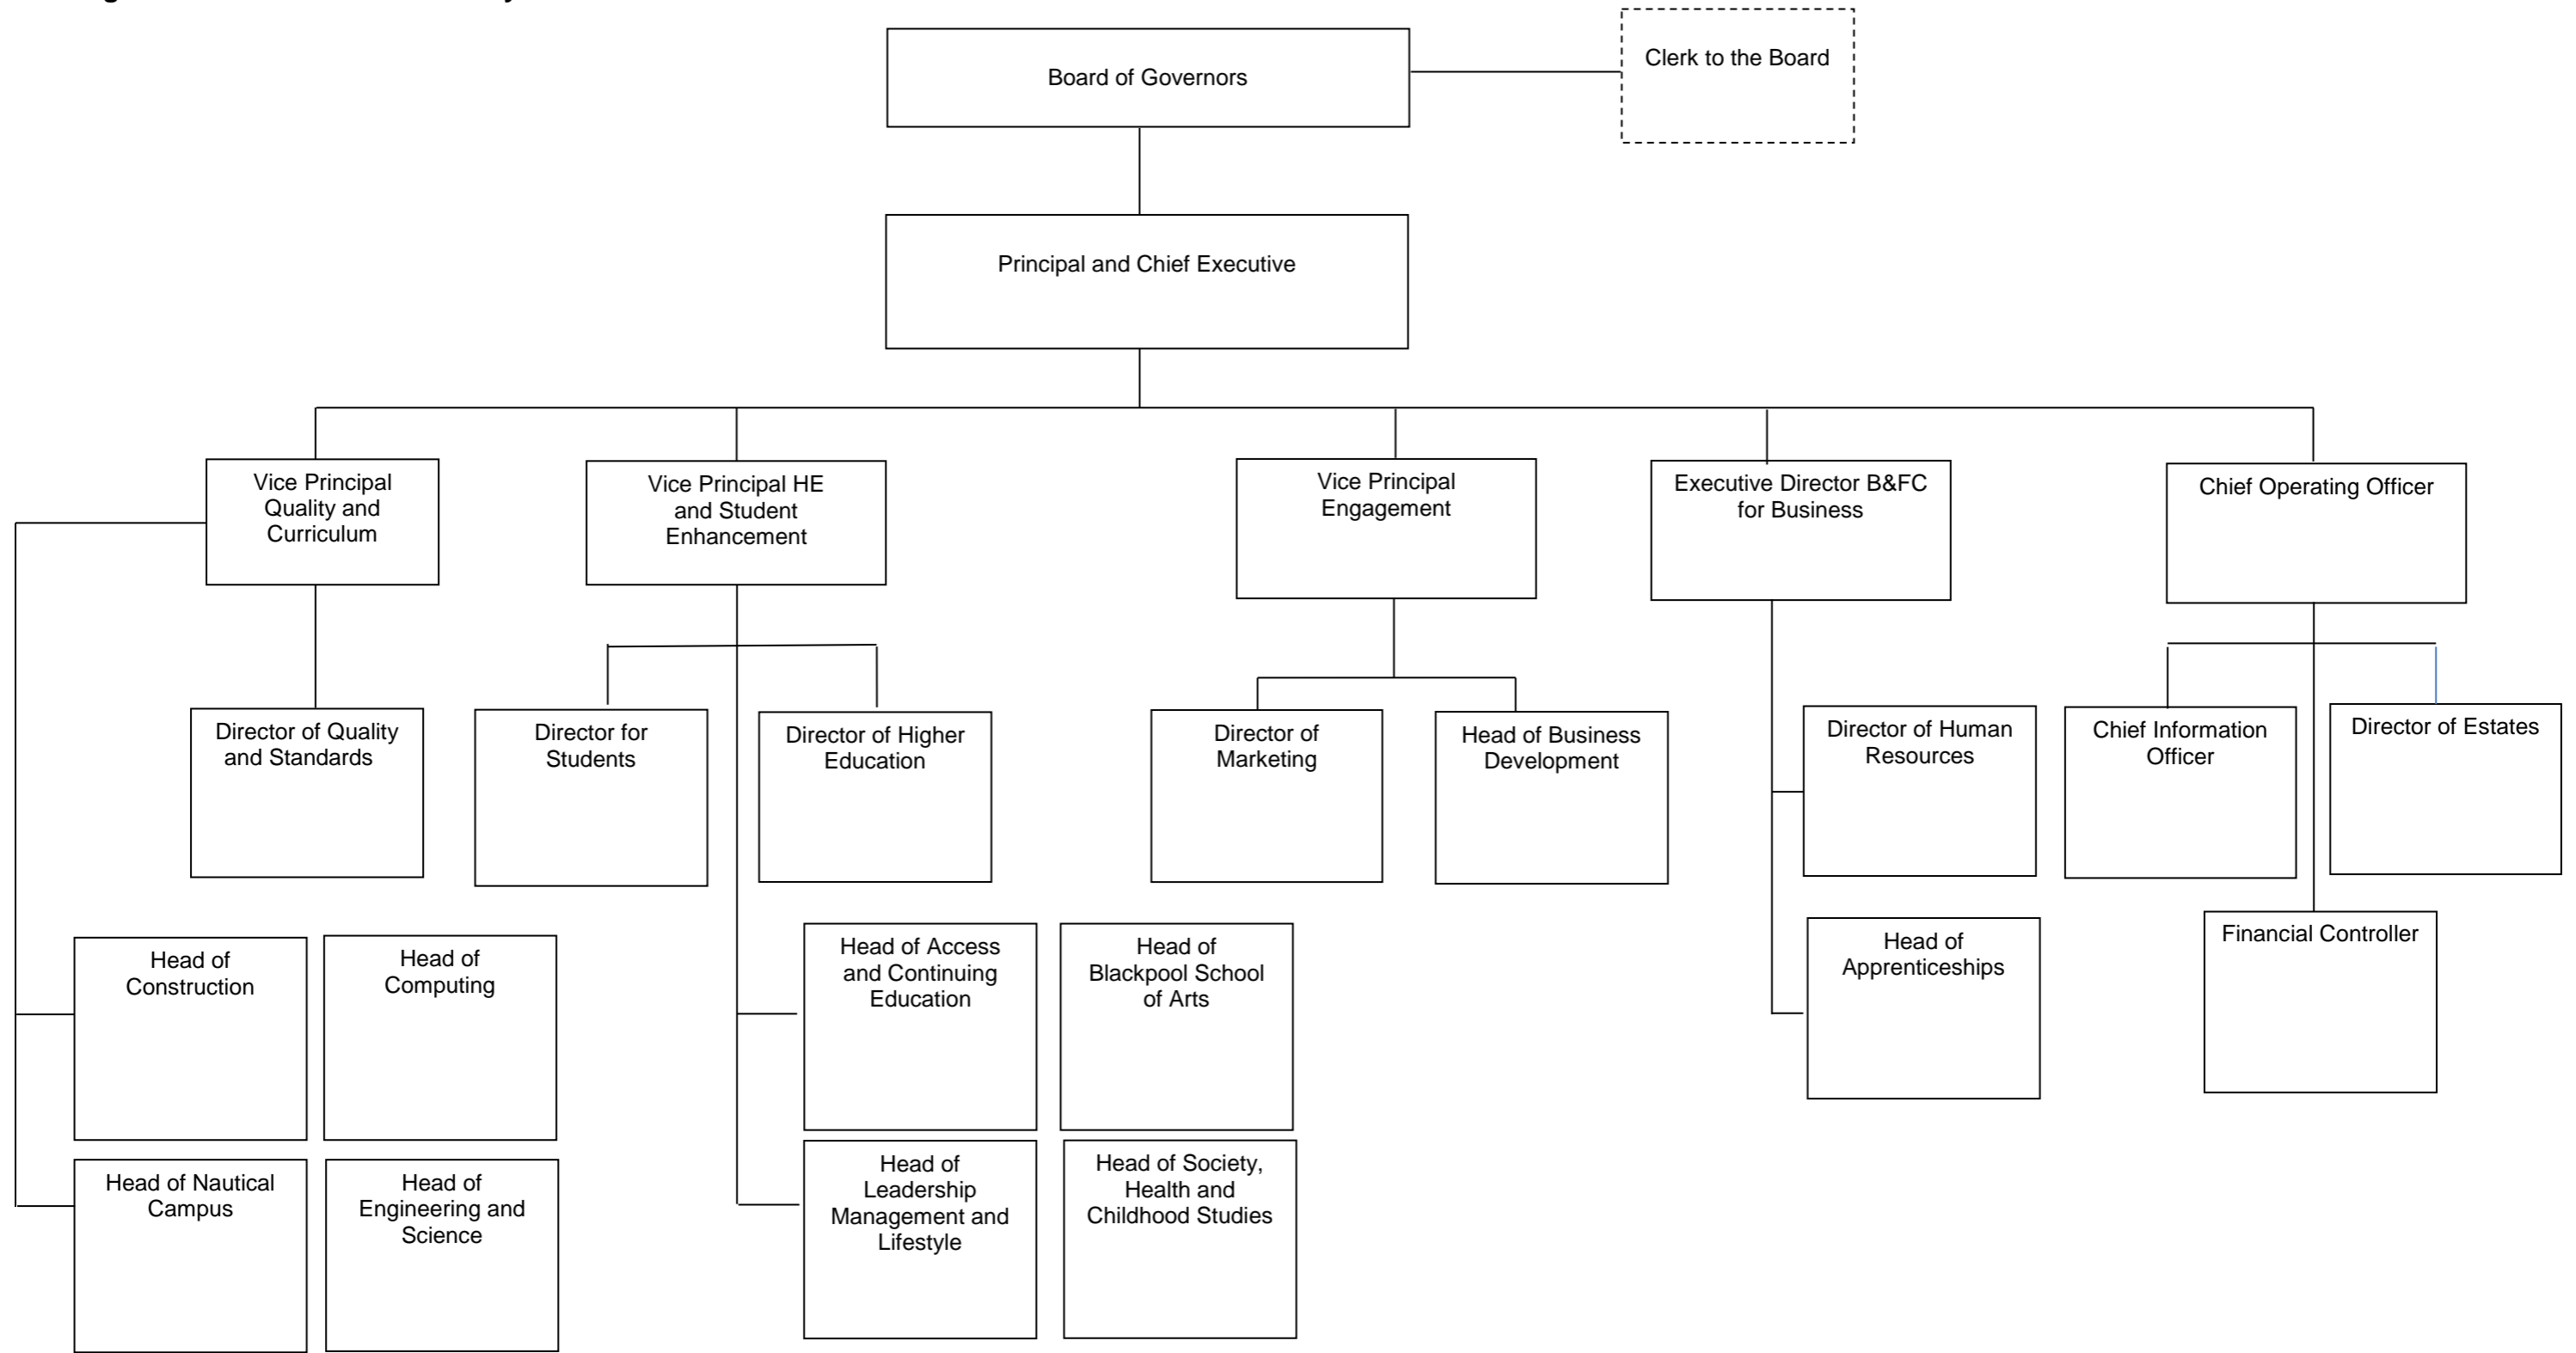 Clerk to the Board
Board of Governors
Principal and Chief Executive
Vice Principal
Quality and
Curriculum
Vice Principal HE
and Student
Enhancement
Vice Principal
Engagement
Executive Director B&FC
for Business
Chief Operating Officer
Director of Quality
and Standards
Director for
Students
Director of Higher
Education
Director of
Marketing
Head of Business
Development
Director of Human
Resources
Chief Information
Officer
Director of Estates
Head of
Construction
Head of
Computing
Head of Access
and Continuing
Education
Head of
Blackpool School
of Arts
Head of
Apprenticeships
Financial Controller
Head of Nautical
Campus
Head of
Engineering and
Science
Head of
Leadership
Management and
Lifestyle
Head of Society,
Health and
Childhood Studies